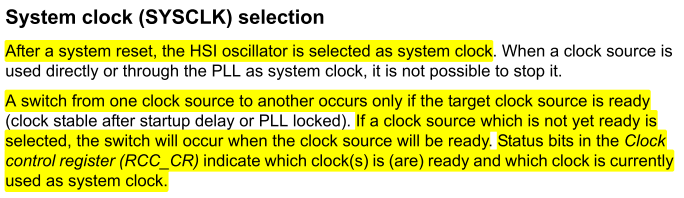 System clock (SYSCLK) selection
After a system reset, the HSI oscillator is selected as system clock. When a clock source is
used directly or through the PLL as system clock, it is not possible to stop it.
A switch from one clock source to another occurs only if the target clock source is ready
(clock stable after startup delay or PLL locked). If a clock source which is not yet ready is
selected, the switch will occur when the clock source will be ready. Status bits in the Clock
control register (RCC_CR) indicate which clock(s) is (are) ready and which clock is currently
used as system clock.